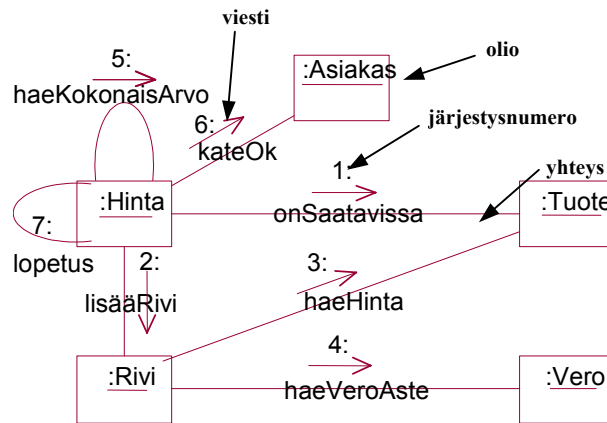 viesti
5:
:Asiakas
olio
haeKokonaisArvo
6:
järjestysnumero
kateOk
1:
yhteys
:Hinta
:Tuote
onSaatavissa
7:
lopetus
2:
3:
lisääRivi
haeHinta
4:
:Rivi
:Vero
haeVeroAste